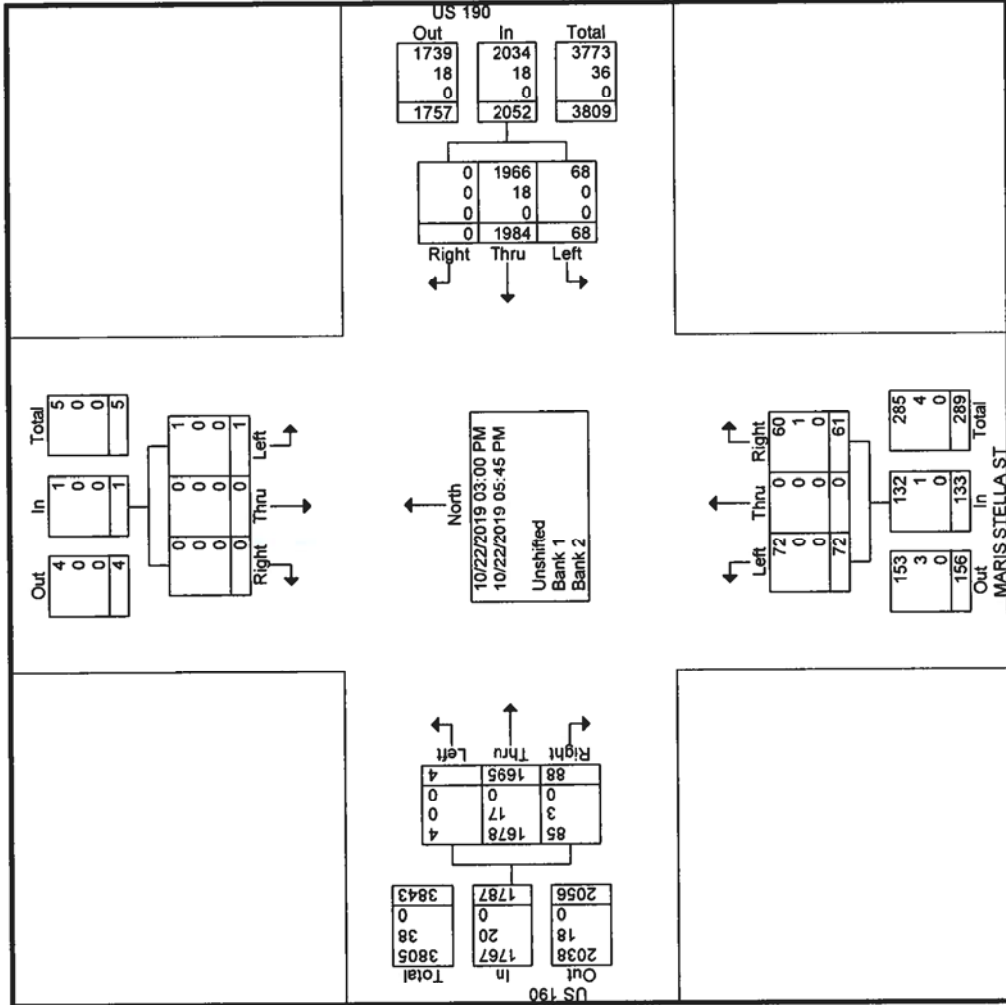 US 190
Out In Total
1739 2034 3773
18 18 36
0 0 0
1757 2052 3809
0 1966 68
0 18 0
0 0 0
0 1984 68
Right Thru Left
Out In Total
4 1 5
0 0 0
0 0 0
4 1 5
0 0 1
0 0 0
0 0 0
0 0 1
Right Thru Left
North
10/22/2019 03:00 PM
10/22/2019 05:45 PM
Unshifted
Bank 1
Bank 2
Left Thru Right
72 0 60
0 0 1
0 0 0
72 0 61
153 132 285
3 1 4
0 0 0
156 133 289
Out In Total
MARIS STELLA ST
Left Thru Right
4 1695 88
0 0 0
0 17 3
4 1678 85
3843 1787 2056
0 0 0
38 20 18
3805 1767 2038
Total In Out
US 190